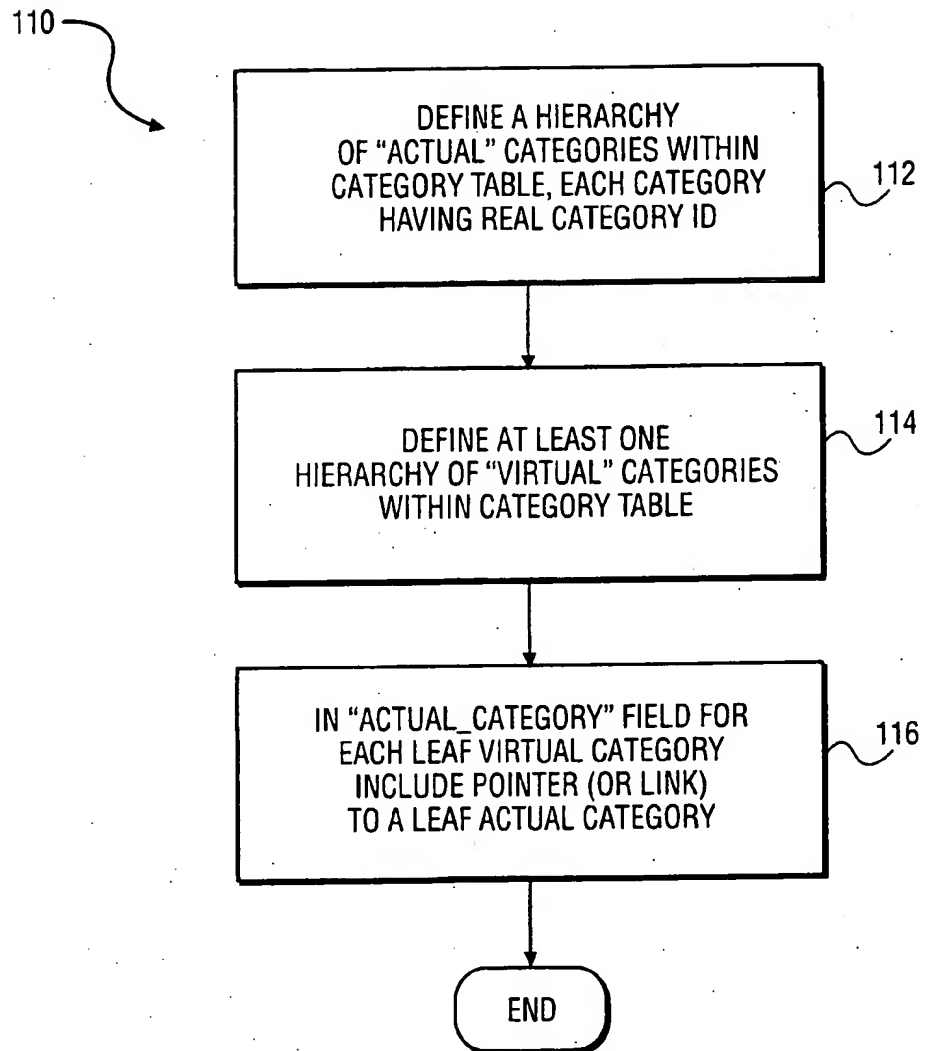 110
DEFINE A HIERARCHY
OF "ACTUAL" CATEGORIES WITHIN
CATEGORY TABLE, EACH CATEGORY
HAVING REAL CATEGORY ID
112
DEFINE AT LEAST ONE
HIERARCHY OF "VIRTUAL" CATEGORIES
WITHIN CATEGORY TABLE
114
IN "ACTUAL_CATEGORY" FIELD FOR
EACH LEAF VIRTUAL CATEGORY
INCLUDE POINTER (OR LINK)
TO A LEAF ACTUAL CATEGORY
116
END